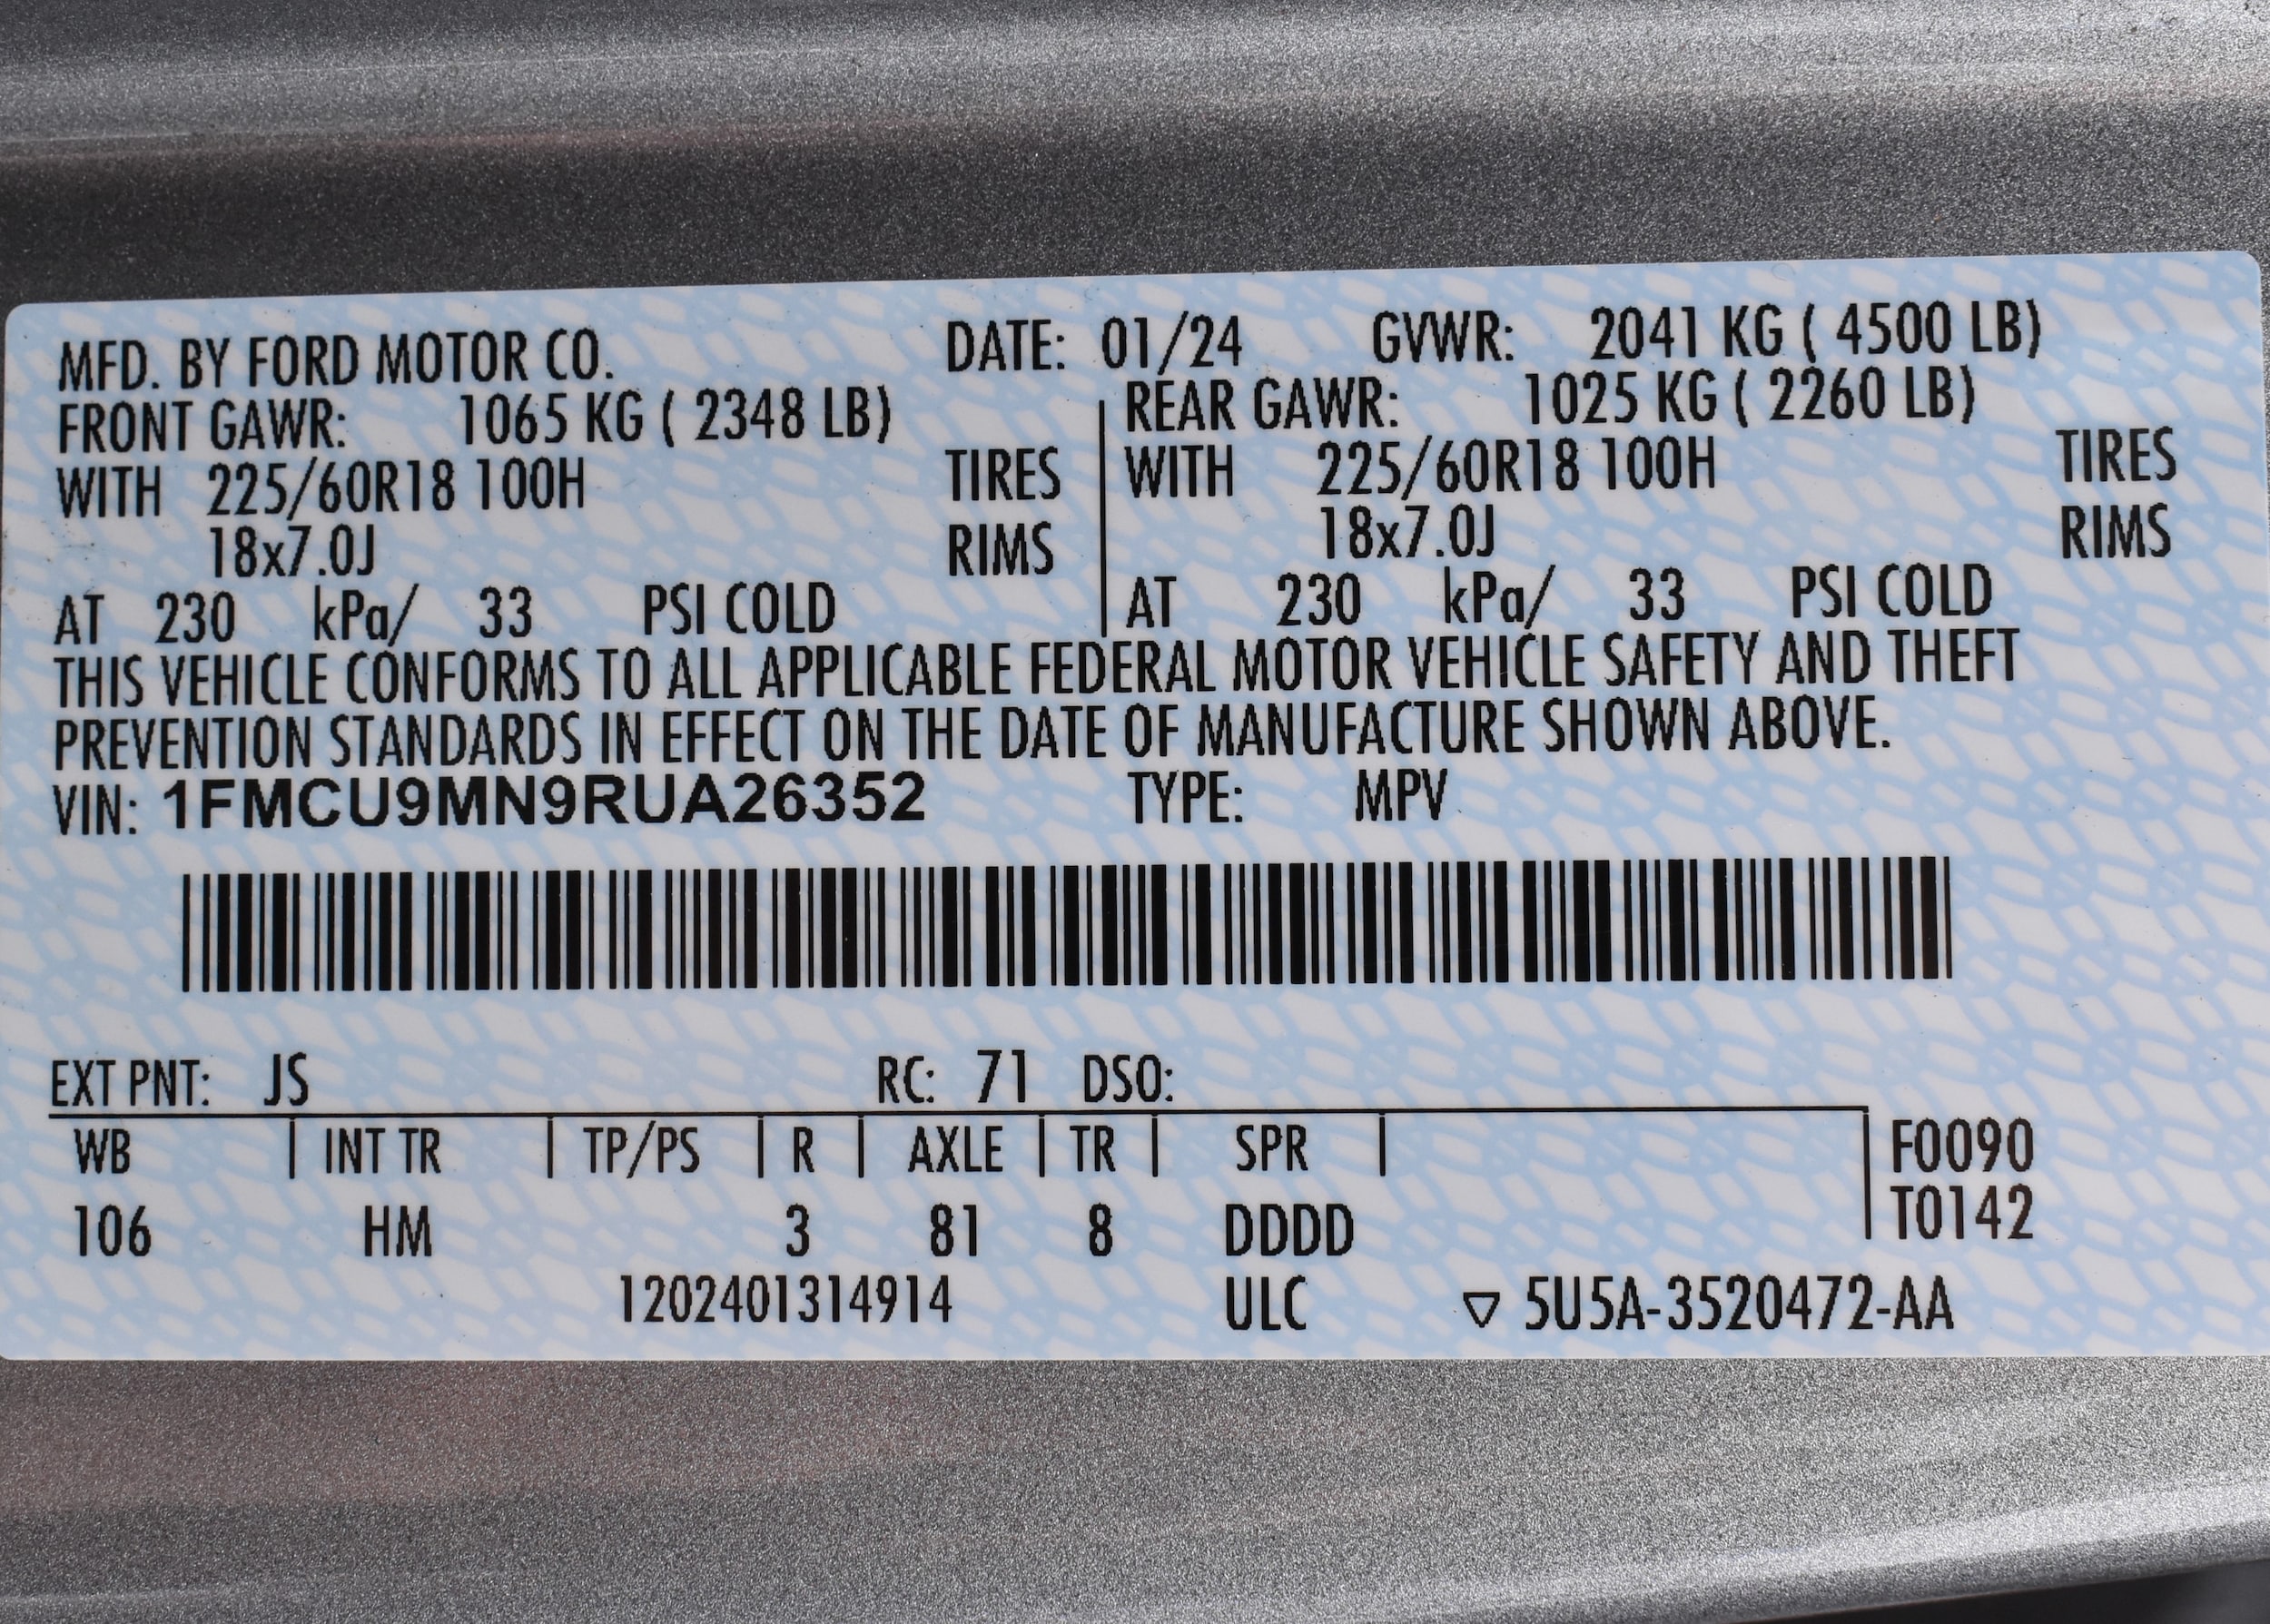 MFD. BY FORD MOTOR CO. DATE: 01/24 GVWR: 2041 KG ( 4500 LB)
FRONT GAWR: 1065 KG ( 2348 LB) REAR GAWR: 1025 KG ( 2260 LB)
WITH 225/60R18 100H TIRES WITH 225/60R18 100H TIRES
18x7.0J RIMS 18x7.0J RIMS
AT 230 kPa/ 33 PSI COLD AT 230 kPa/ 33 PSI COLD
THIS VEHICLE CONFORMS TO ALL APPLICABLE FEDERAL MOTOR VEHICLE SAFETY AND THEFT
PREVENTION STANDARDS IN EFFECT ON THE DATE OF MANUFACTURE SHOWN ABOVE.
VIN: 1FMCU9MN9RUA26352 TYPE: MPV
EXT PNT: JS RC: 71 DSO:
WB INT TR TP/PS R AXLE TR SPR F0090
106 HM 3 81 8 DDDD T0142
1202401314914 ULC ▽ 5U5A-3520472-AA